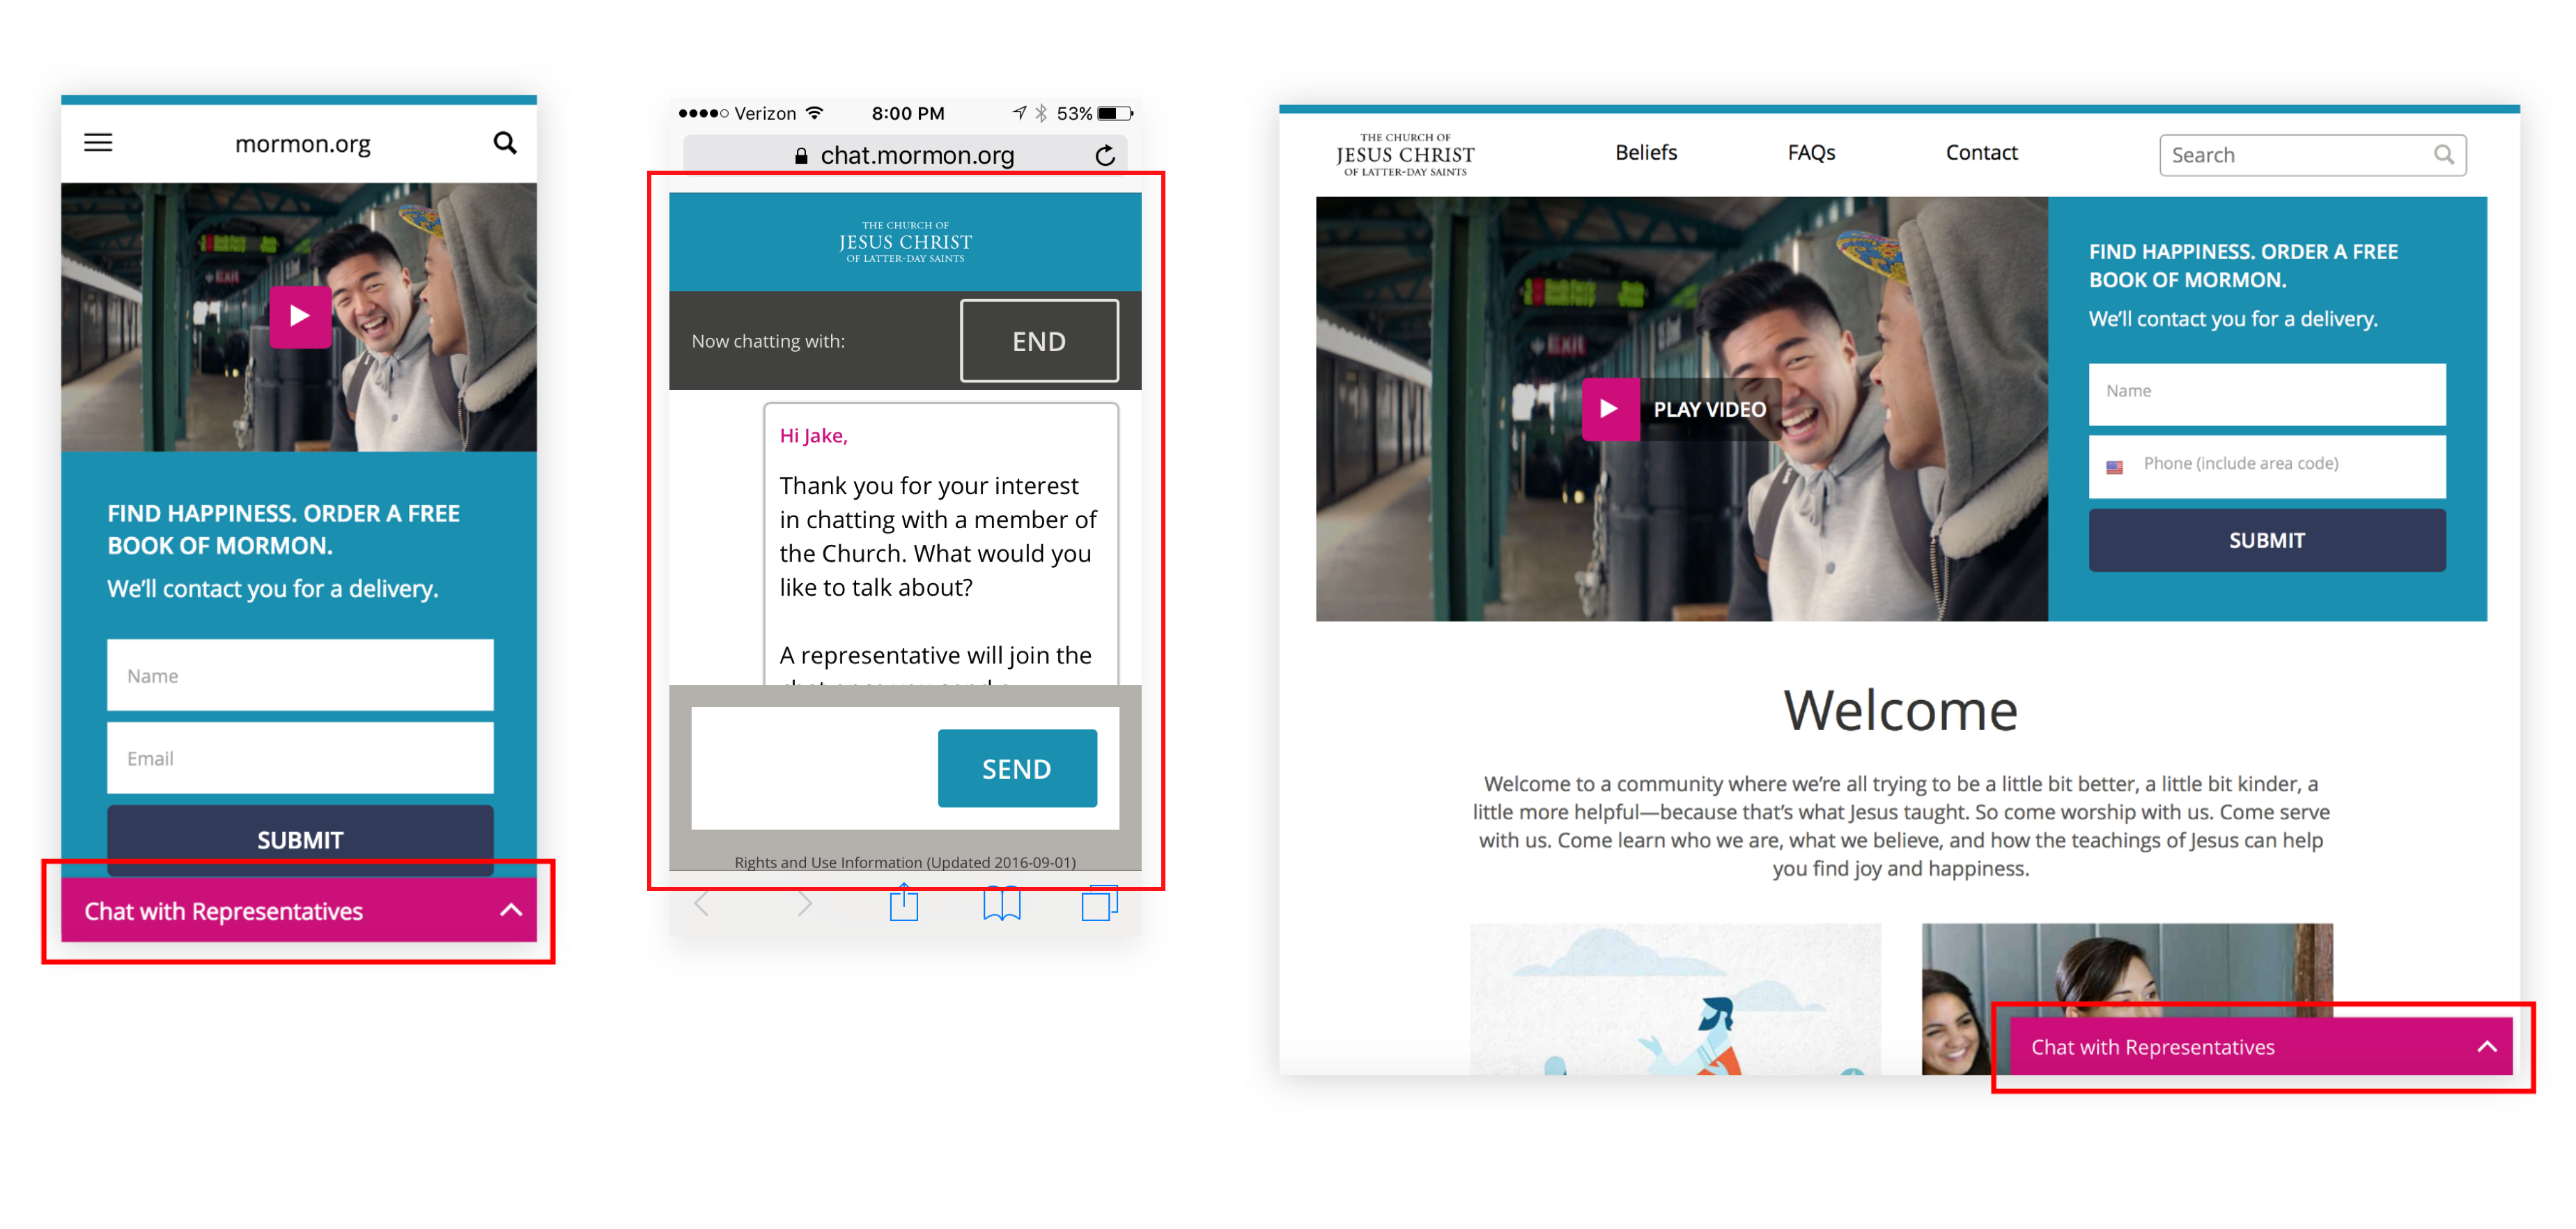 mormon.org
EXIT
FIND HAPPINESS. ORDER A FREE
BOOK OF MORMON.
We'll contact you for a delivery.
Name
Email
SUBMIT
Chat with Representatives
Verizon 8:00 PM 53%
chat.mormon.org
THE CHURCH OF
JESUS CHRIST
OF LATTER-DAY SAINTS
Now chatting with:
END
Hi Jake,
Thank you for your interest
in chatting with a member of
the Church. What would you
like to talk about?
A representative will join the
SEND
Rights and Use Information (Updated 2016-09-01)
THE CHURCH OF
JESUS CHRIST
OF LATTER-DAY SAINTS
Beliefs
FAQs
Contact
Search
EXIT
PLAY VIDEO
FIND HAPPINESS. ORDER A FREE
BOOK OF MORMON.
We'll contact you for a delivery.
Name
Phone (include area code)
SUBMIT
Welcome
Welcome to a community where we're all trying to be a little bit better, a little bit kinder, a
little more helpful—because that's what Jesus taught. So come worship with us. Come serve
with us. Come learn who we are, what we believe, and how the teachings of Jesus can help
you find joy and happiness.
Chat with Representatives